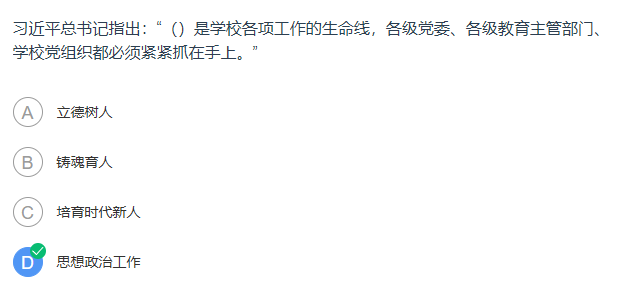 习近平总书记指出：“（）是学校各项工作的生命线，各级党委、各级教育主管部门、
学校党组织都必须紧紧抓在手上。”
A 立德树人
B 铸魂育人
C 培育时代新人
D 思想政治工作